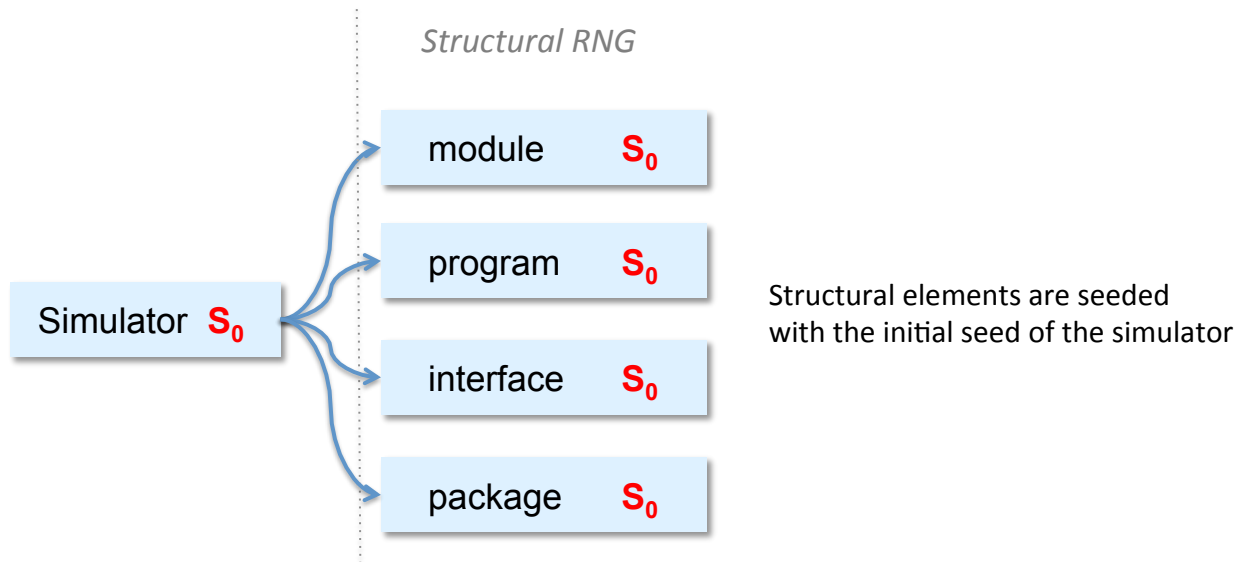 Structural RNG
module S₀
program S₀
Simulator S₀
Structural elements are seeded
with the initial seed of the simulator
interface S₀
package S₀